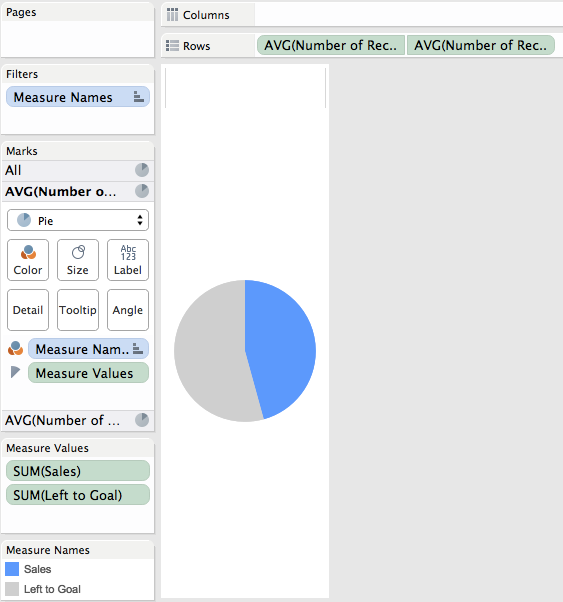 Pages
Columns
Rows
AVG(Number of Rec..
AVG(Number of Rec..
Filters
Measure Names
Marks
All
AVG(Number o...
Pie
Color
Size
Abc
123
Label
Detail
Tooltip
Angle
Measure Nam..
Measure Values
AVG(Number of ...
Measure Values
SUM(Sales)
SUM(Left to Goal)
Measure Names
Sales
Left to Goal